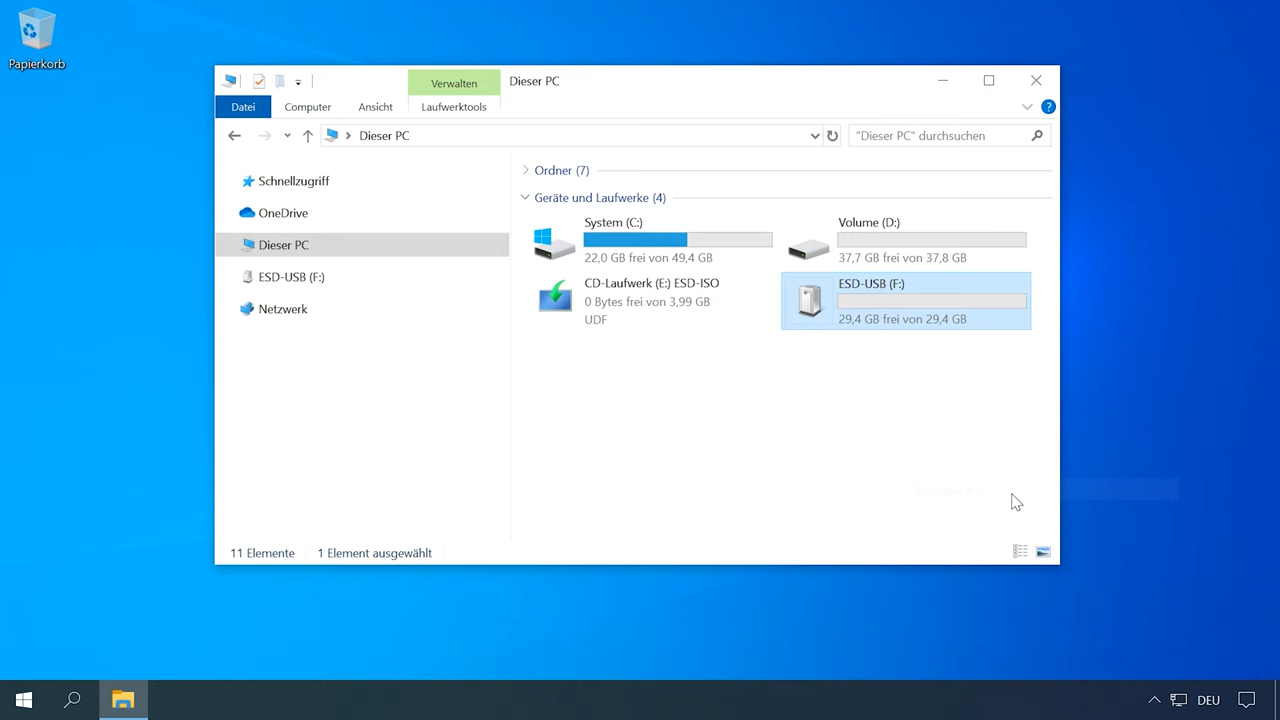 Papierkorb
Verwalten
Dieser PC
Datei
Computer
Ansicht
Laufwerktools
?
Dieser PC
"Dieser PC" durchsuchen
Schnellzugriff
OneDrive
Dieser PC
ESD-USB (F:)
Netzwerk
Ordner (7)
Geräte und Laufwerke (4)
System (C:)
22,0 GB frei von 49,4 GB
Volume (D:)
37,7 GB frei von 37,8 GB
CD-Laufwerk (E:) ESD-ISO
0 Bytes frei von 3,99 GB
UDF
ESD-USB (F:)
29,4 GB frei von 29,4 GB
11 Elemente
1 Element ausgewählt
DEU